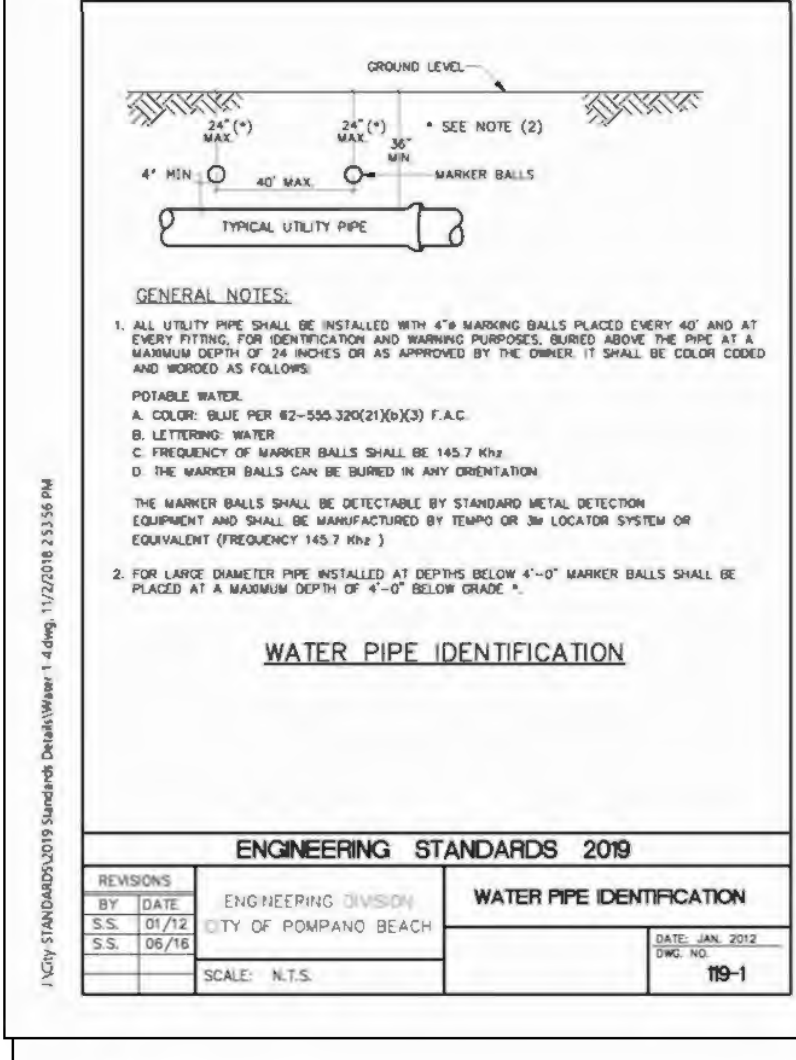 GROUND LEVEL
24"(*) MAX.
24"(*) MAX.
* SEE NOTE (2)
36" MIN
4" MIN
40' MAX.
MARKER BALLS
TYPICAL UTILITY PIPE
GENERAL NOTES:
1. ALL UTILITY PIPE SHALL BE INSTALLED WITH 4"ø MARKING BALLS PLACED EVERY 40' AND AT
EVERY FITTING, FOR IDENTIFICATION AND WARNING PURPOSES, BURIED ABOVE THE PIPE AT A
MAXIMUM DEPTH OF 24 INCHES OR AS APPROVED BY THE OWNER. IT SHALL BE COLOR CODED
AND WORDED AS FOLLOWS:
POTABLE WATER
A. COLOR: BLUE PER 62-555.320(21)(b)(3) F.A.C.
B. LETTERING: WATER
C. FREQUENCY OF MARKER BALLS SHALL BE 145.7 Khz
D. THE MARKER BALLS CAN BE BURIED IN ANY ORIENTATION
THE MARKER BALLS SHALL BE DETECTABLE BY STANDARD METAL DETECTION
EQUIPMENT AND SHALL BE MANUFACTURED BY TEMPO OR 3M LOCATOR SYSTEM OR
EQUIVALENT (FREQUENCY 145.7 Khz )
2. FOR LARGE DIAMETER PIPE INSTALLED AT DEPTHS BELOW 4'-0" MARKER BALLS SHALL BE
PLACED AT A MAXIMUM DEPTH OF 4'-0" BELOW GRADE *.
WATER PIPE IDENTIFICATION
J:\City STANDARDS\2019 Standards Details\Water 1-4.dwg, 11/2/2018 2:53:56 PM
ENGINEERING STANDARDS 2019
REVISIONS
BY DATE
S.S. 01/12
S.S. 06/16
ENGINEERING DIVISION
CITY OF POMPANO BEACH
SCALE: N.T.S.
WATER PIPE IDENTIFICATION
DATE: JAN. 2012
DWG. NO.
119-1